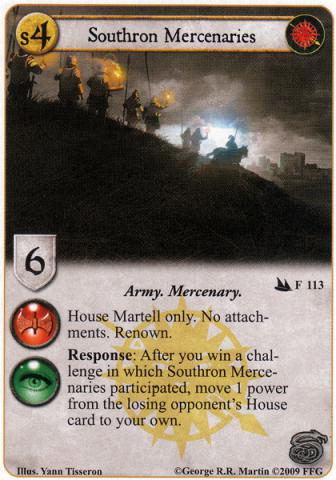 s4
Southron Mercenaries
6
Army. Mercenary.
F 113
House Martell only. No attach-
ments. Renown.
Response: After you win a chal-
lenge in which Southron Merce-
naries participated, move 1 power
from the losing opponent's House
card to your own.
Illus. Yann Tisseron
©George R.R. Martin ©2009 FFG